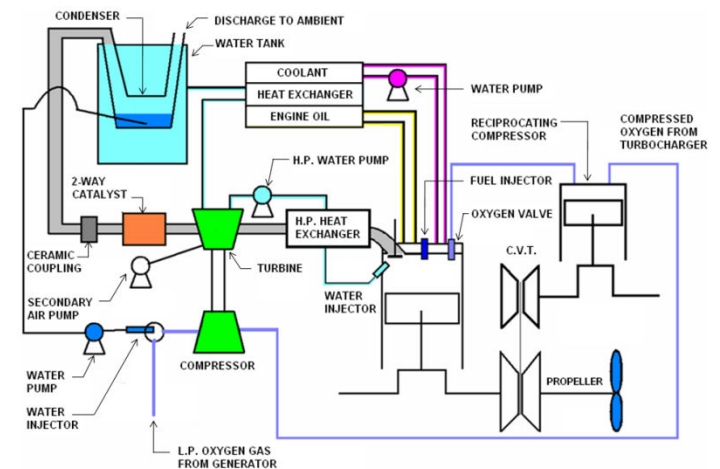 CONDENSER
DISCHARGE TO AMBIENT
WATER TANK
COOLANT
HEAT EXCHANGER
ENGINE OIL
WATER PUMP
RECIPROCATING
COMPRESSOR
COMPRESSED
OXYGEN FROM
TURBOCHARGER
H.P. WATER PUMP
FUEL INJECTOR
2-WAY
CATALYST
OXYGEN VALVE
H.P. HEAT
EXCHANGER
CERAMIC
COUPLING
TURBINE
C.V.T.
SECONDARY
AIR PUMP
WATER
INJECTOR
COMPRESSOR
WATER
PUMP
PROPELLER
WATER
INJECTOR
L.P. OXYGEN GAS
FROM GENERATOR